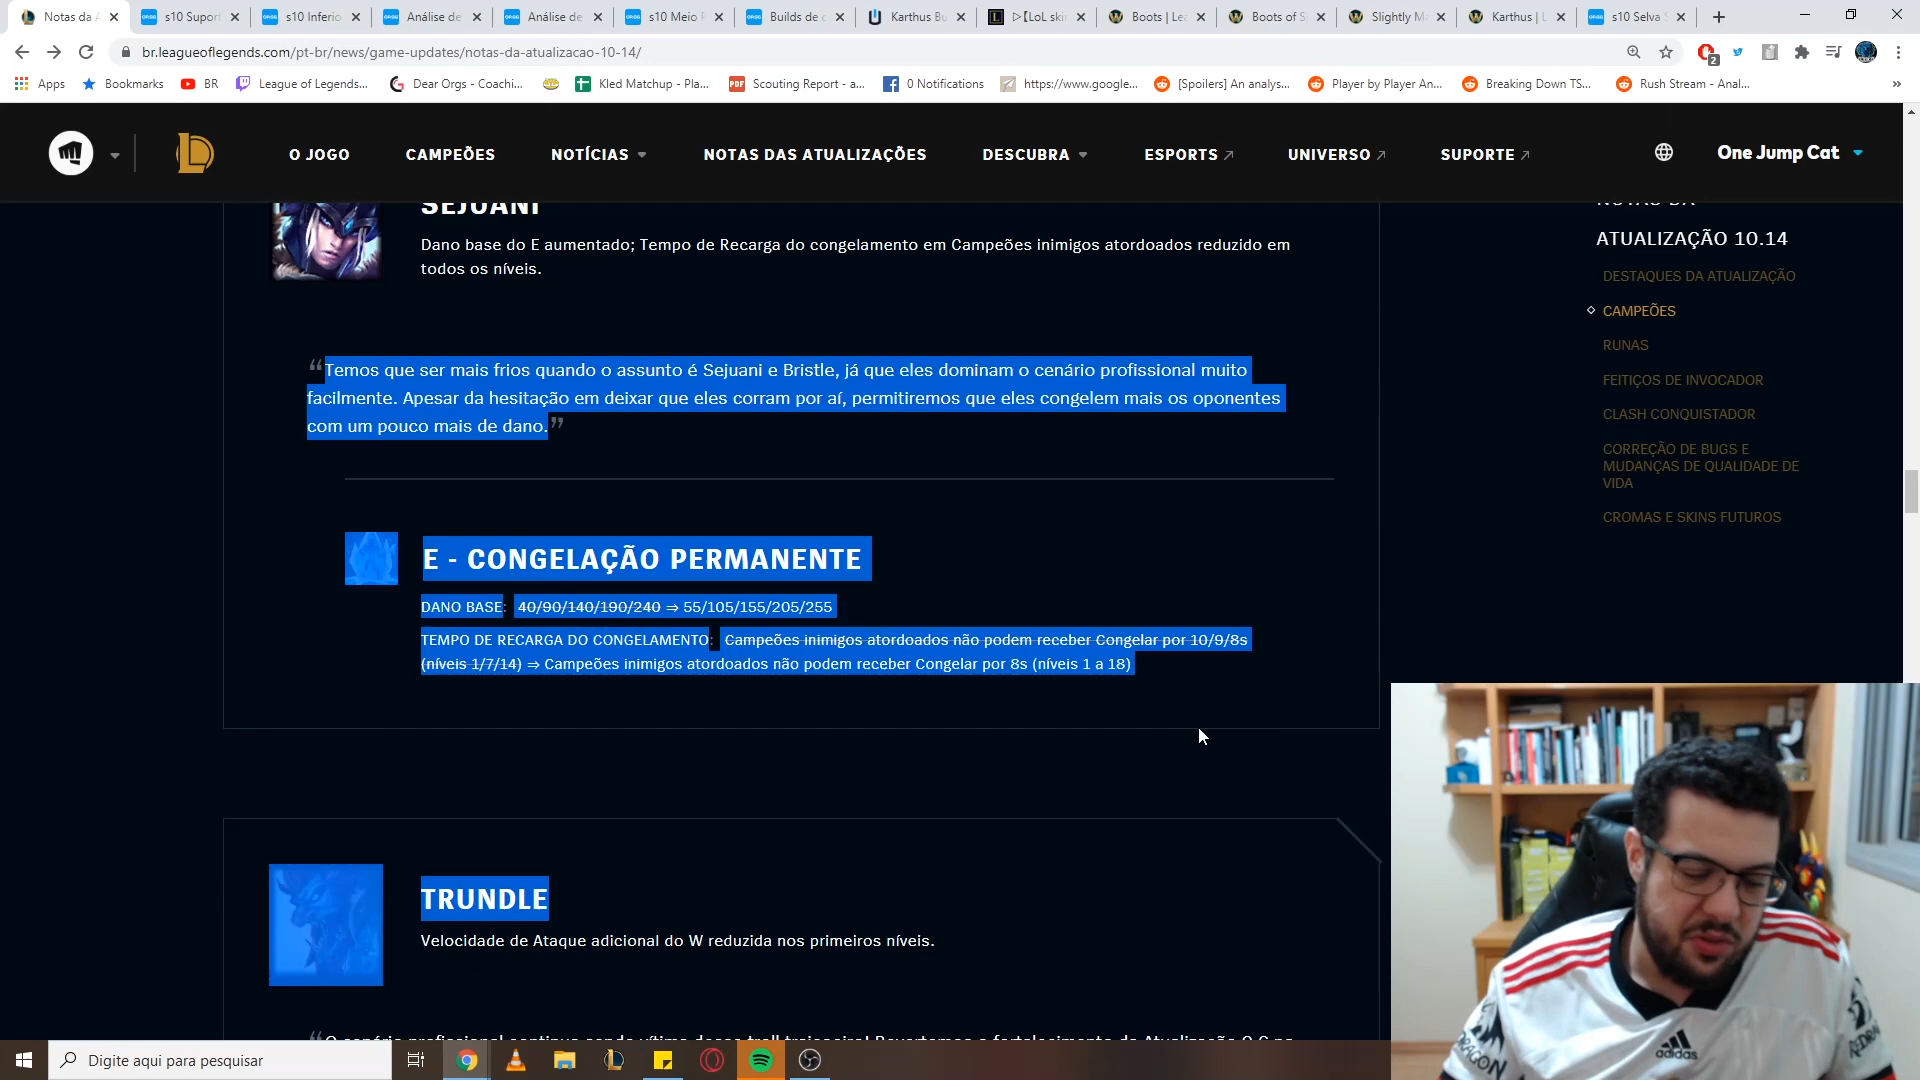 Notas da A
s10 Suport
s10 Inferio
Análise de
Análise de
s10 Meio
Builds de c
Karthus Bu
[LoL ski
Boots | Lea
Boots of S
Slightly M
Karthus | L
s10 Selva
br.leagueoflegends.com/pt-br/news/game-updates/notas-da-atualizacao-10-14/
2
Apps
Bookmarks
BR
League of Legends...
Dear Orgs - Coachi...
Kled Matchup - Pla...
Scouting Report - a...
0 Notifications
https://www.google...
[Spoilers] An analys...
Player by Player An...
Breaking Down TS...
Rush Stream - Anal...
»
O JOGO
CAMPEÕES
NOTÍCIAS
NOTAS DAS ATUALIZAÇÕES
DESCUBRA
ESPORTS
UNIVERSO
SUPORTE
One Jump Cat
SEJUANI
Dano base do E aumentado; Tempo de Recarga do congelamento em Campeões inimigos atordoados reduzido em
todos os níveis.
“Temos que ser mais frios quando o assunto é Sejuani e Bristle, já que eles dominam o cenário profissional muito
facilmente. Apesar da hesitação em deixar que eles corram por aí, permitiremos que eles congelem mais os oponentes
com um pouco mais de dano.”
E - CONGELAÇÃO PERMANENTE
DANO BASE: 40/90/140/190/240 ⇒ 55/105/155/205/255
TEMPO DE RECARGA DO CONGELAMENTO: Campeões inimigos atordoados não podem receber Congelar por 10/9/8s
(níveis 1/7/14) ⇒ Campeões inimigos atordoados não podem receber Congelar por 8s (níveis 1 a 18)
TRUNDLE
Velocidade de Ataque adicional do W reduzida nos primeiros níveis.
NOTAS DA
ATUALIZAÇÃO 10.14
DESTAQUES DA ATUALIZAÇÃO
CAMPEÕES
RUNAS
FEITIÇOS DE INVOCADOR
CLASH CONQUISTADOR
CORREÇÃO DE BUGS E
MUDANÇAS DE QUALIDADE DE
VIDA
CROMAS E SKINS FUTUROS
adidas
Digite aqui para pesquisar